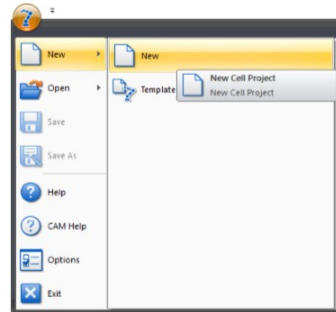 New
Open
Save
Save As
Help
CAM Help
Options
Exit
New
Template
New Cell Project
New Cell Project